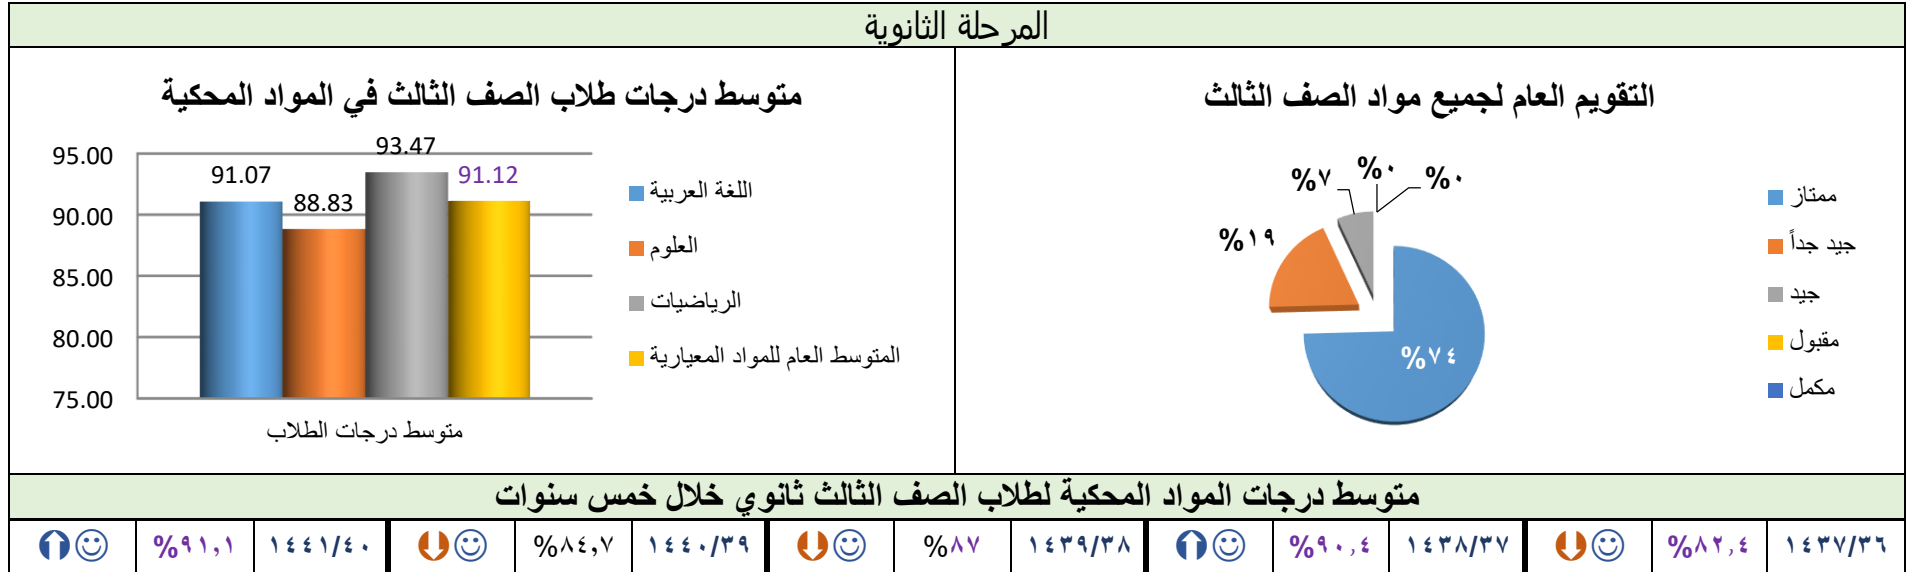 المرحلة الثانوية
التقويم العام لجميع مواد الصف الثالث
%٧٤
%١٩
%٧
%٠
%٠
ممتاز
جيد جداً
جيد
مقبول
مكمل
متوسط درجات طلاب الصف الثالث في المواد المحكية
95.00
90.00
85.00
80.00
75.00
91.07
88.83
93.47
91.12
متوسط درجات الطلاب
اللغة العربية
العلوم
الرياضيات
المتوسط العام للمواد المعيارية
متوسط درجات المواد المحكية لطلاب الصف الثالث ثانوي خلال خمس سنوات
١٤٣٧/٣٦ %٨٢,٤ ١٤٣٨/٣٧ %٩٠,٤ ١٤٣٩/٣٨ %٨٧ ١٤٤٠/٣٩ %٨٤,٧ ١٤٤١/٤٠ %٩١,١